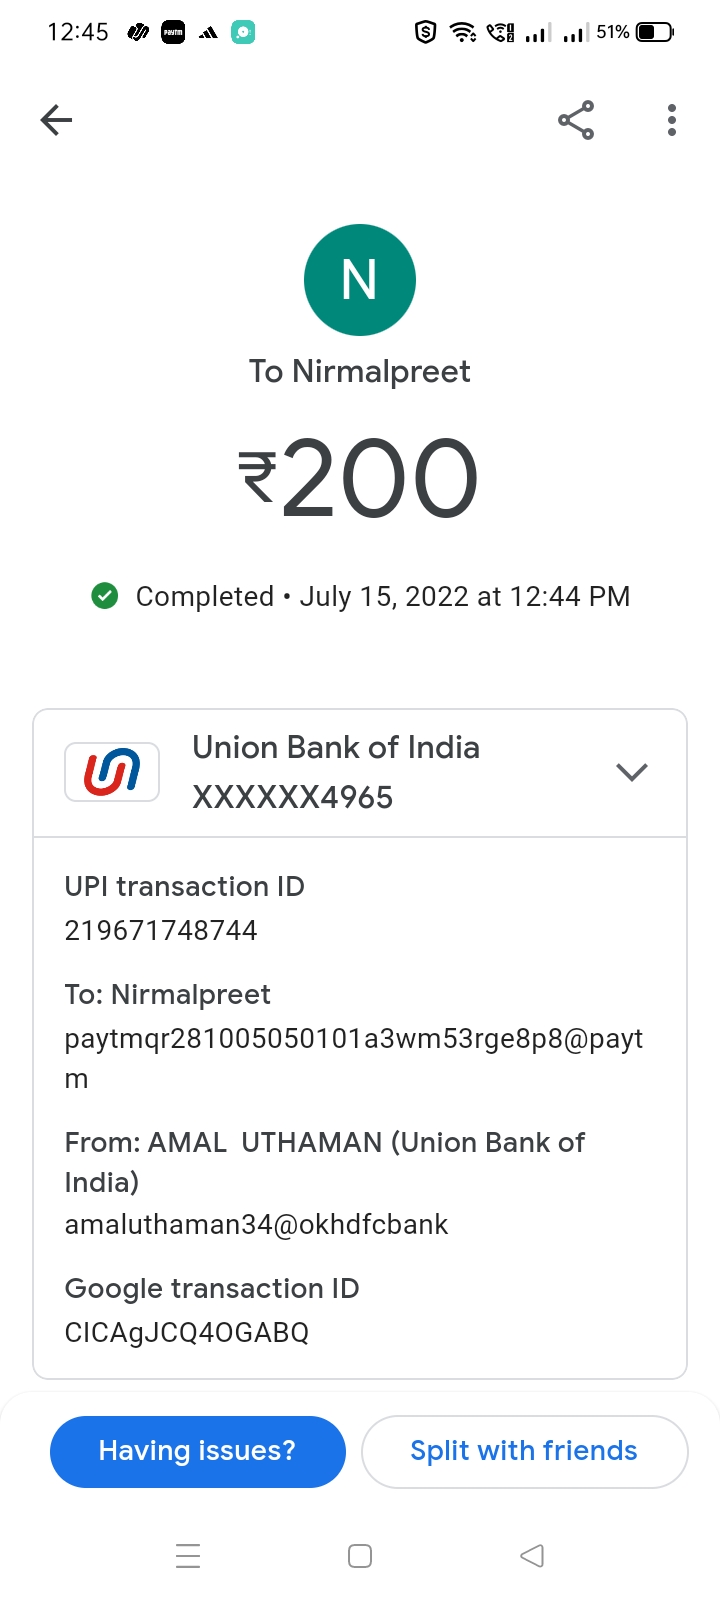 12:45
51%
N
To Nirmalpreet
₹200
Completed • July 15, 2022 at 12:44 PM
Union Bank of India
XXXXXX4965
UPI transaction ID
219671748744
To: Nirmalpreet
paytmqr281005050101a3wm53rge8p8@payt
m
From: AMAL  UTHAMAN (Union Bank of
India)
amaluthaman34@okhdfcbank
Google transaction ID
CICAgJCQ4OGABQ
Having issues?
Split with friends